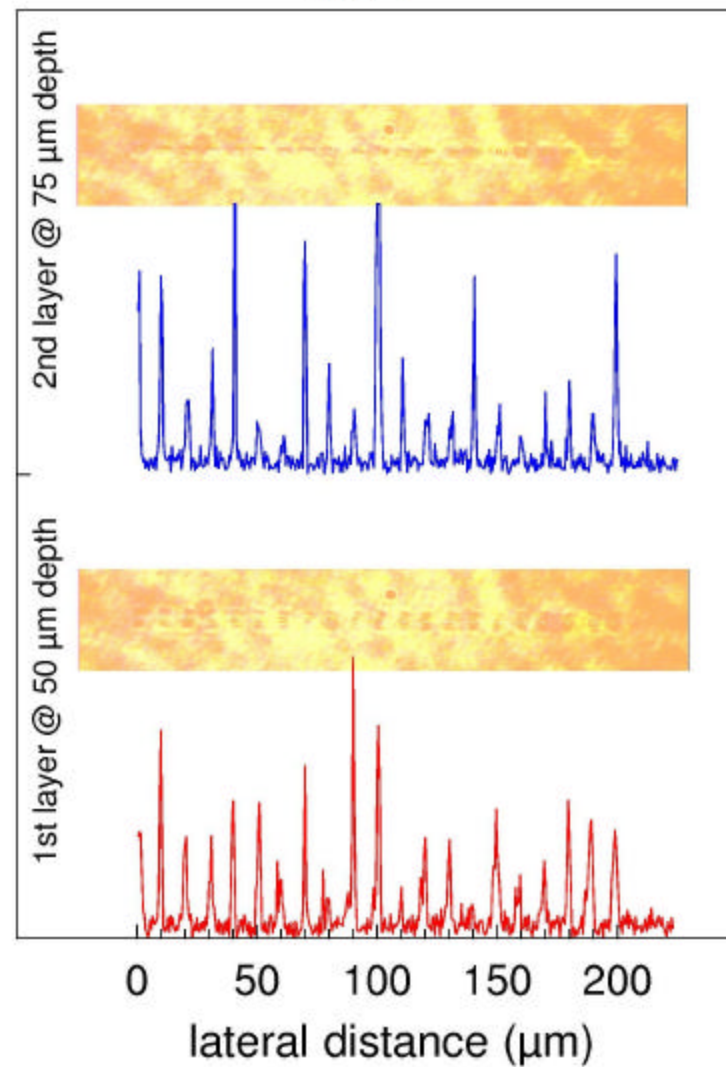 2nd layer @ 75 µm depth
1st layer @ 50 µm depth
0 50 100 150 200
lateral distance (µm)